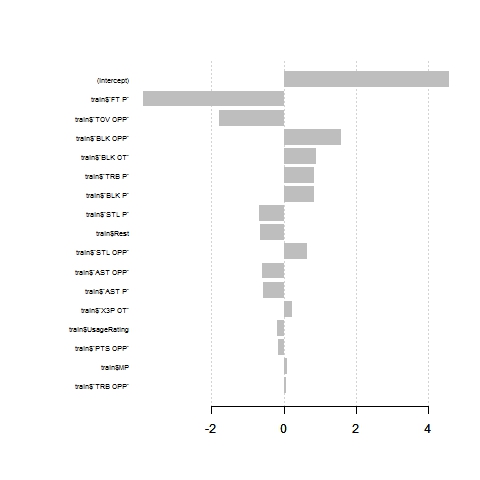 (Intercept)
train$`FT P`
train$`TOV OPP`
train$`BLK OPP`
train$`BLK OT`
train$`TRB P`
train$`BLK P`
train$`STL P`
train$Rest
train$`STL OPP`
train$`AST OPP`
train$`AST P`
train$`X3P OT`
train$UsageRating
train$`PTS OPP`
train$MP
train$`TRB OPP`
-2 0 2 4